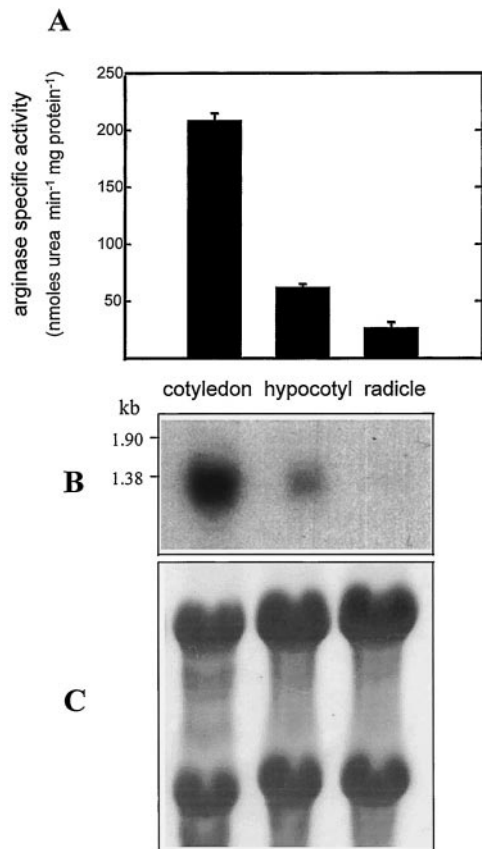 A
arginase specific activity
(nmoles urea min⁻¹ mg protein⁻¹)
250
200
150
100
50
cotyledon hypocotyl radicle
kb
1.90
1.38
B
C